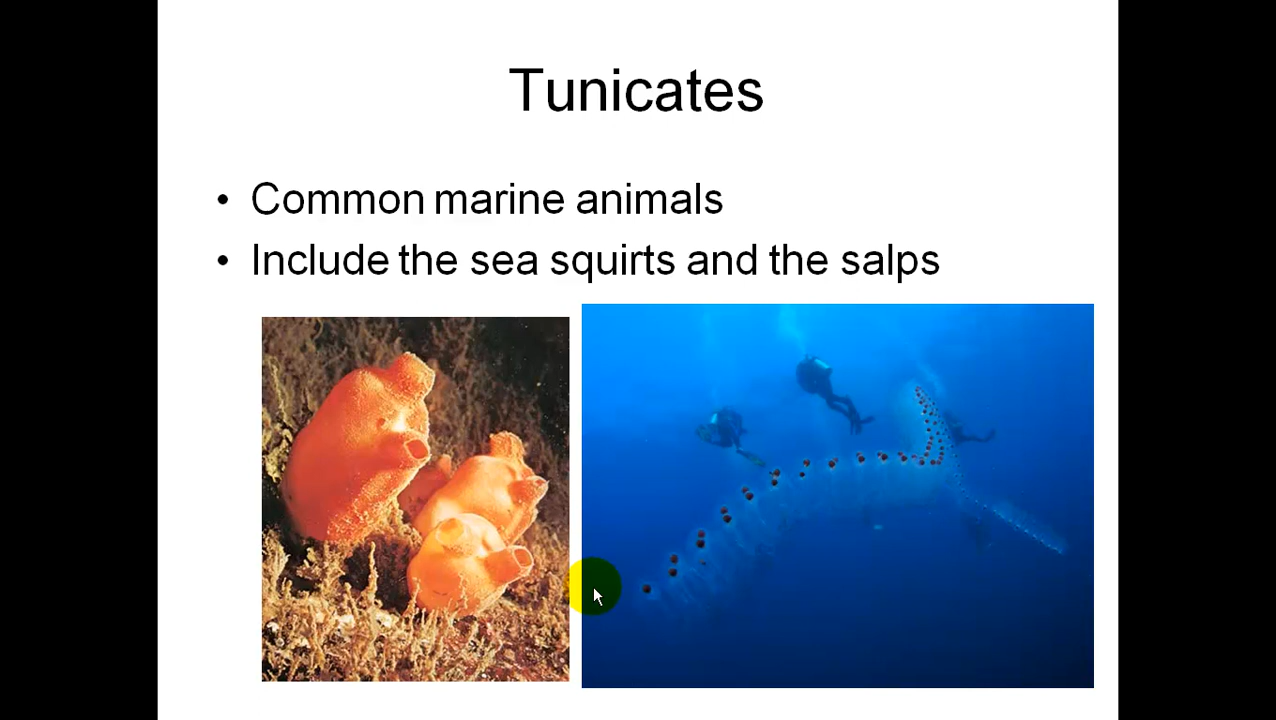 Tunicates
• Common marine animals
• Include the sea squirts and the salps